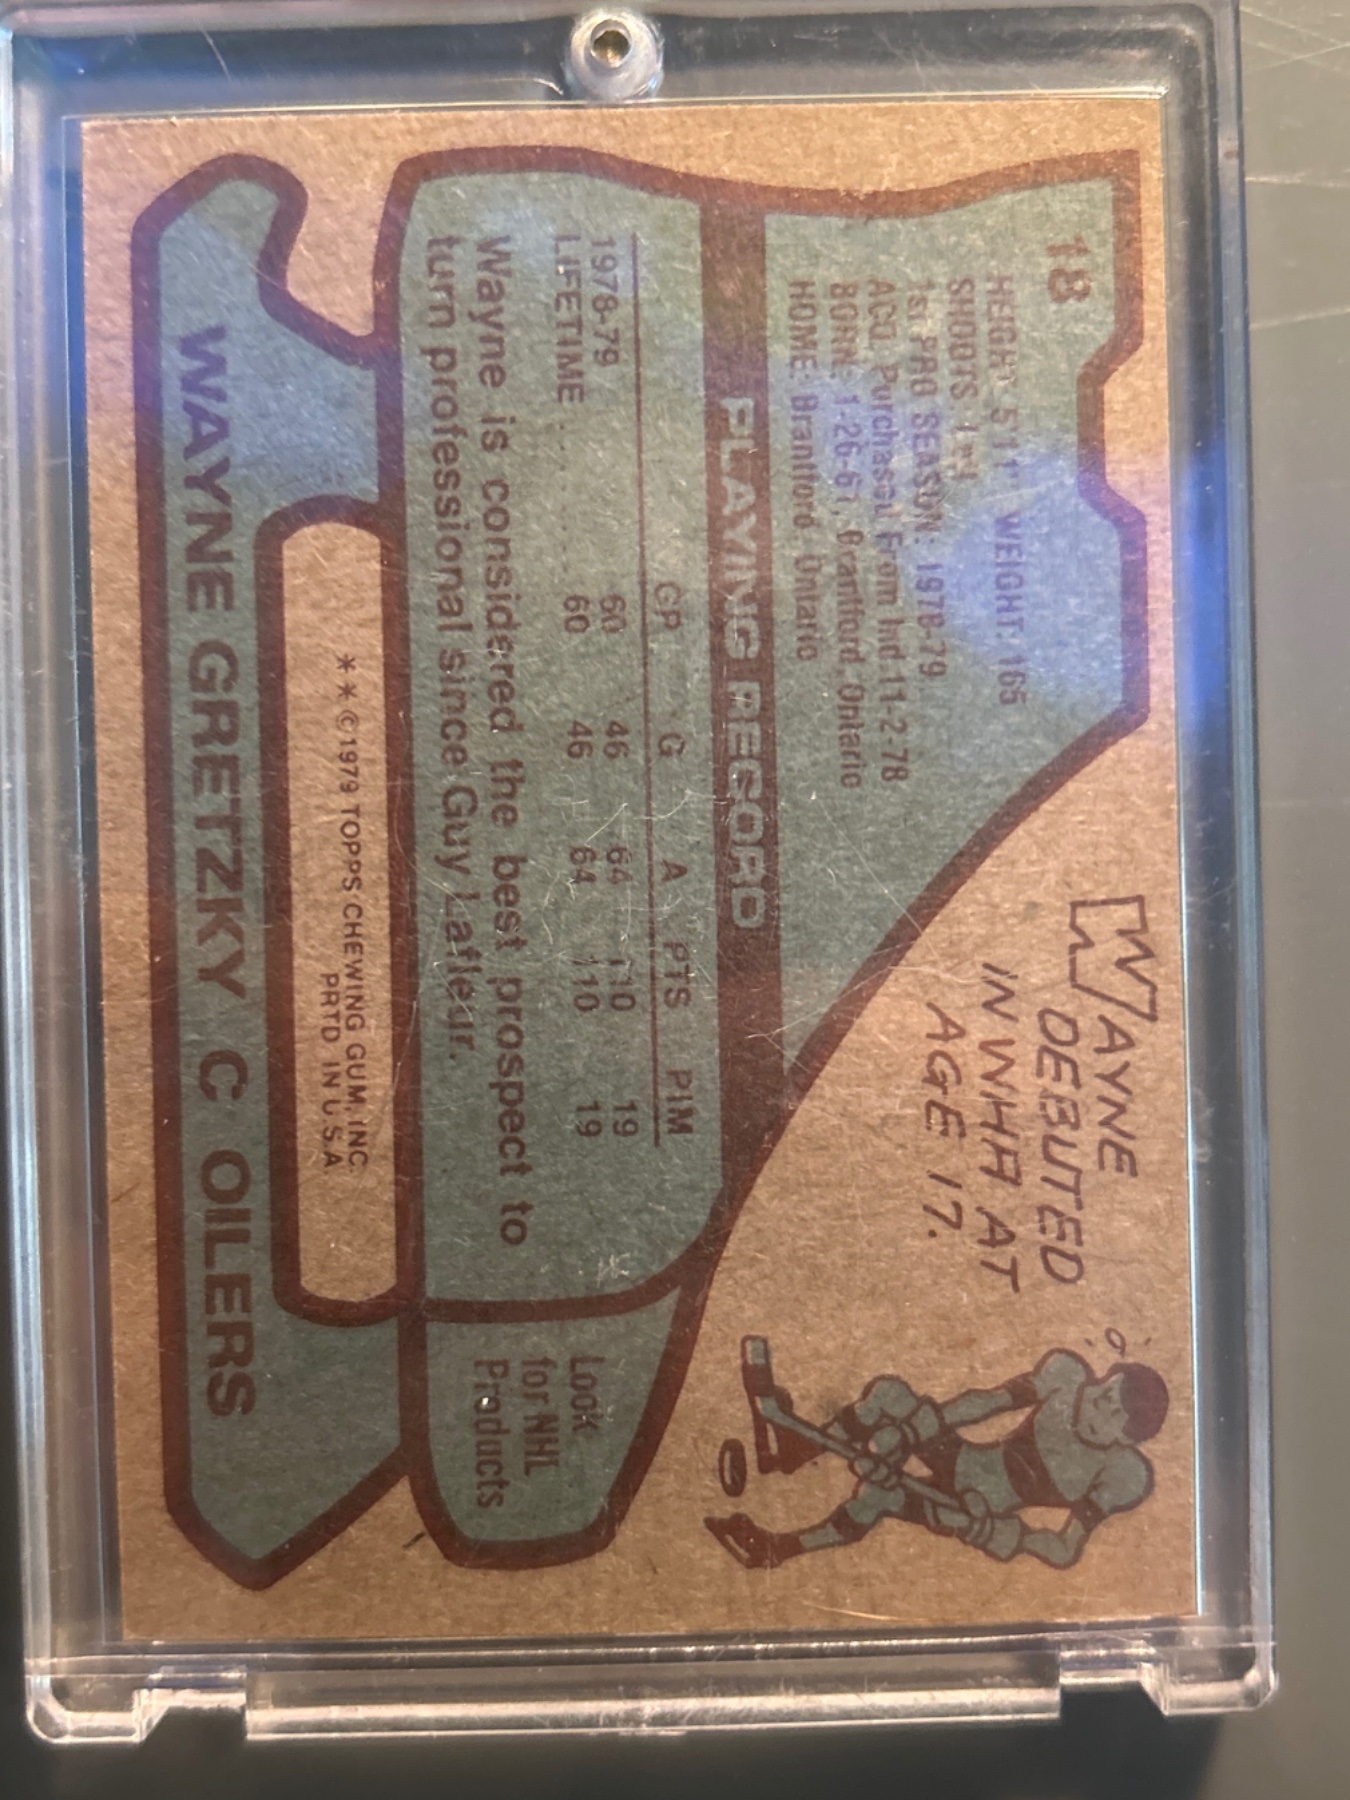 18
HEIGHT: 5'11" WEIGHT: 165
SHOOTS: Left
1st PRO SEASON: 1978-79
ACQ. Purchased From Ind. 11-2-78
BORN: 1-26-61, Brantford, Ontario
HOME: Brantford, Ontario
WAYNE
DEBUTED
IN WHA AT
AGE 17.
PLAYING RECORD
GP G A PTS PIM
1978-79 60 46 64 110 19
LIFETIME........ 60 46 64 110 19
Wayne is considered the best prospect to
turn professional since Guy Lafleur.
Look
for NHL
Products
* * © 1979 TOPPS CHEWING GUM, INC.
PRTD. IN U.S.A.
WAYNE GRETZKY C OILERS